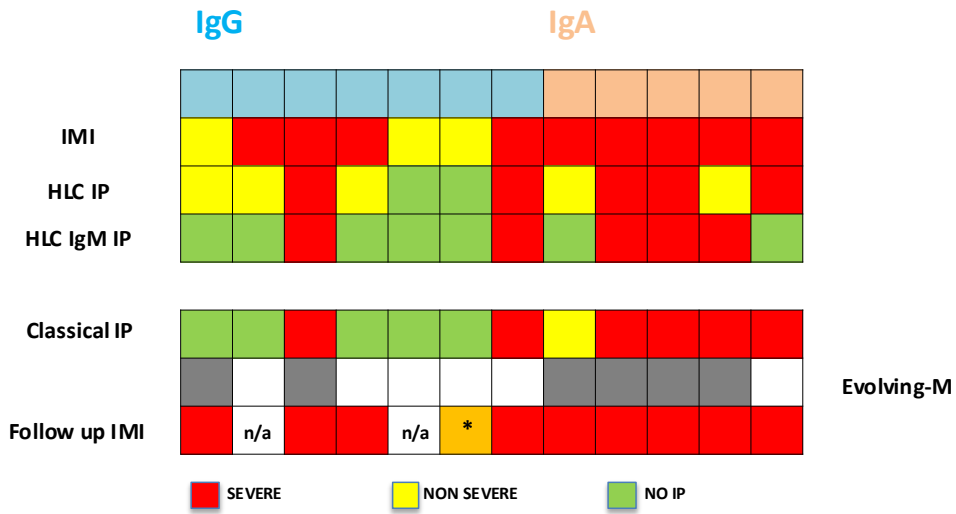 IgG IgA
IMI
HLC IP
HLC IgM IP
Classical IP
Evolving-M
Follow up IMI n/a n/a *
SEVERE NON SEVERE NO IP